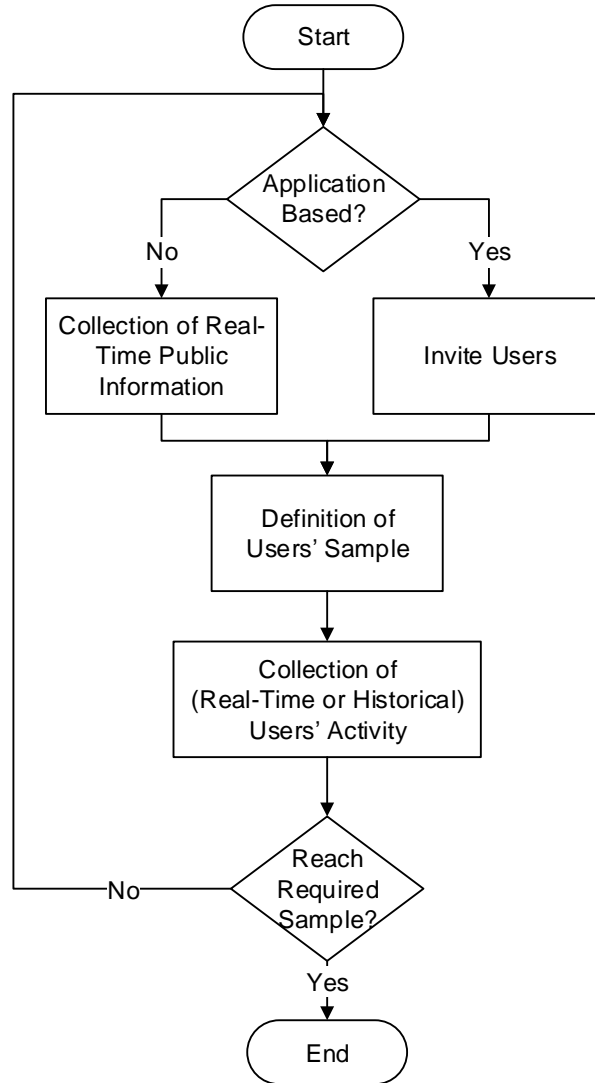 Start
Application
Based?
No
Yes
Collection of Real-
Time Public
Information
Invite Users
Definition of
Users’ Sample
Collection of
(Real-Time or Historical)
Users’ Activity
Reach
Required
Sample?
No
Yes
End